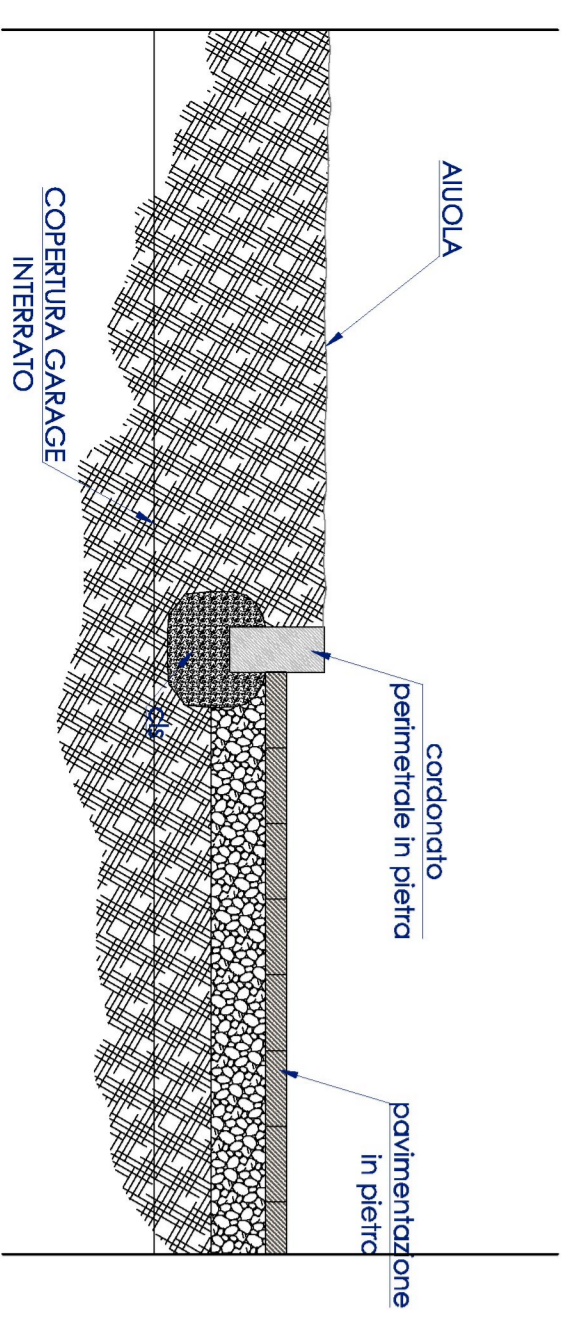 AIUOLA
cordonato
perimetrale in pietra
pavimentazione
in pietra
cls
COPERTURA GARAGE
INTERRATO